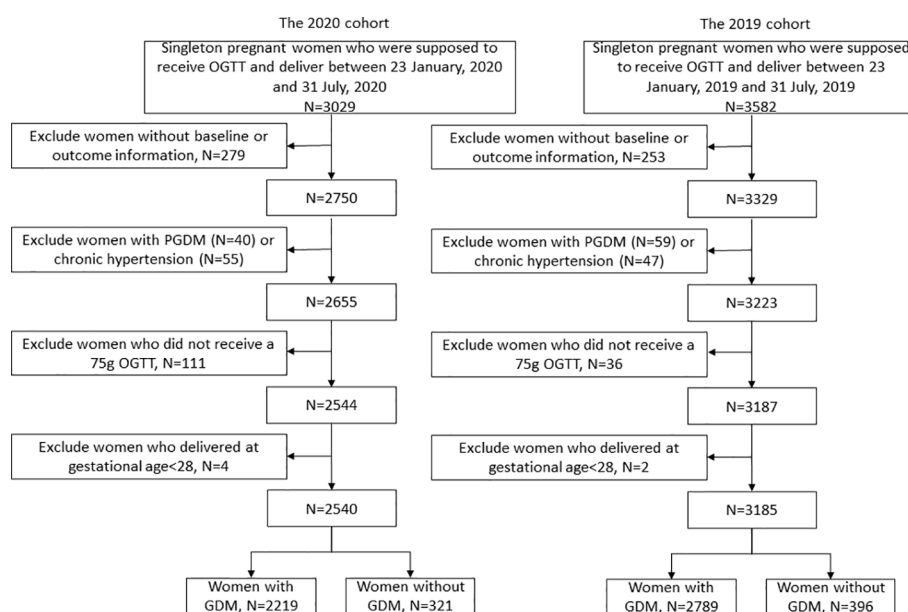 The 2020 cohort
Singleton pregnant women who were supposed to
receive OGTT and deliver between 23 January, 2020
and 31 July, 2020
N=3029
Exclude women without baseline or
outcome information, N=279
N=2750
Exclude women with PGDM (N=40) or
chronic hypertension (N=55)
N=2655
Exclude women who did not receive a
75g OGTT, N=111
N=2544
Exclude women who delivered at
gestational age<28, N=4
N=2540
Women with
GDM, N=2219
Women without
GDM, N=321
The 2019 cohort
Singleton pregnant women who were supposed
to receive OGTT and deliver between 23
January, 2019 and 31 July, 2019
N=3582
Exclude women without baseline or
outcome information, N=253
N=3329
Exclude women with PGDM (N=59) or
chronic hypertension (N=47)
N=3223
Exclude women who did not receive a
75g OGTT, N=36
N=3187
Exclude women who delivered at
gestational age<28, N=2
N=3185
Women with
GDM, N=2789
Women without
GDM, N=396